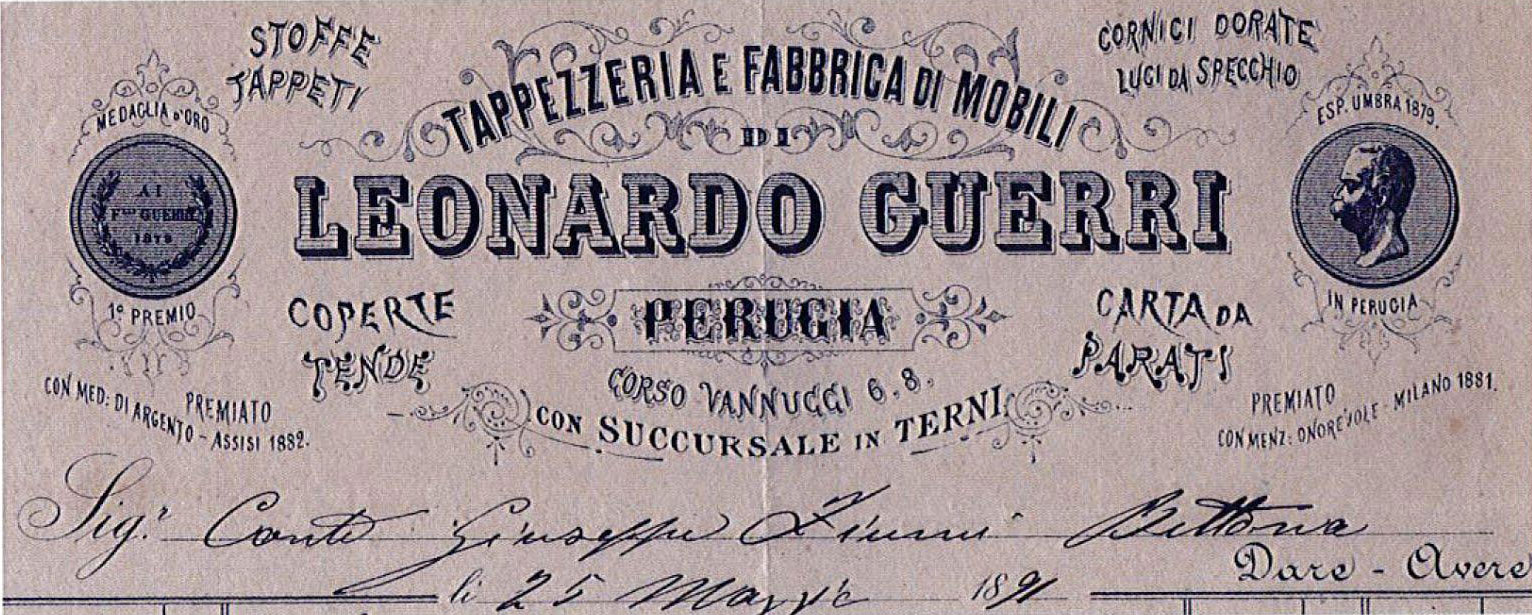 STOFFE
TAPPETI
TAPPEZZERIA E FABBRICA DI MOBILI
DI
LEONARDO GUERRI
CORNICI DORATE
LUCI DA SPECCHIO
MEDAGLIA D'ORO
AI
F.lli GUERRI
1879
1° PREMIO
ESP. UMBRA 1879.
IN PERUGIA
COPERTE
TENDE
PERUGIA
CORSO VANNUCCI 6. 8.
CON SUCCURSALE IN TERNI
CARTA DA
PARATI
PREMIATO
CON MED: DI ARGENTO - ASSISI 1882.
PREMIATO
CON MENZ: ONOREVOLE - MILANO 1881.
Sig.r Conte Giuseppe Bettona
li 25 Maggio 1891
Dare - Avere